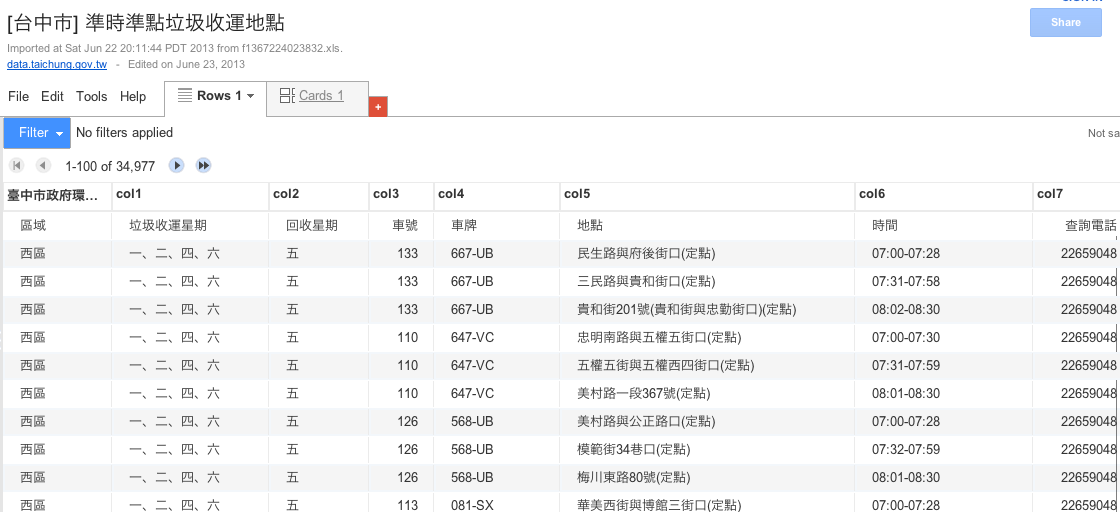 [台中市] 準時準點垃圾收運地點
Share
Imported at Sat Jun 22 20:11:44 PDT 2013 from f1367224023832.xls.
data.taichung.gov.tw - Edited on June 23, 2013
File Edit Tools Help Rows 1 Cards 1 +
Filter No filters applied Not sa
1-100 of 34,977
臺中市政府環... col1 col2 col3 col4 col5 col6 col7
區域 垃圾收運星期 回收星期 車號 車牌 地點 時間 查詢電話
西區 一、二、四、六 五 133 667-UB 民生路與府後街口(定點) 07:00-07:28 22659048
西區 一、二、四、六 五 133 667-UB 三民路與貴和街口(定點) 07:31-07:58 22659048
西區 一、二、四、六 五 133 667-UB 貴和街201號(貴和街與忠勤街口)(定點) 08:02-08:30 22659048
西區 一、二、四、六 五 110 647-VC 忠明南路與五權五街口(定點) 07:00-07:30 22659048
西區 一、二、四、六 五 110 647-VC 五權五街與五權西四街口(定點) 07:31-07:59 22659048
西區 一、二、四、六 五 110 647-VC 美村路一段367號(定點) 08:01-08:30 22659048
西區 一、二、四、六 五 126 568-UB 美村路與公正路口(定點) 07:00-07:28 22659048
西區 一、二、四、六 五 126 568-UB 模範街34巷口(定點) 07:32-07:59 22659048
西區 一、二、四、六 五 126 568-UB 梅川東路80號(定點) 08:01-08:30 22659048
西區 一、二、四、六 五 113 081-SX 華美西街與博館三街口(定點) 07:00-07:30 22659048